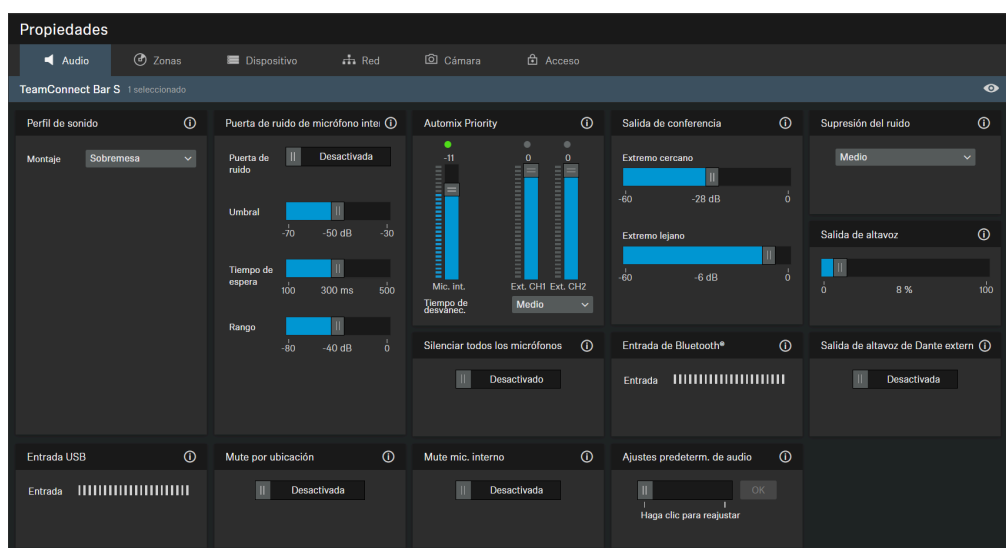 Propiedades
Audio
Zonas
Dispositivo
Red
Cámara
Acceso
TeamConnect Bar S 1 seleccionado
Perfil de sonido
Montaje
Sobremesa
Puerta de ruido de micrófono inte
Puerta de
ruido
Desactivada
Umbral
-70 -50 dB -30
Tiempo de
espera
100 300 ms 500
Rango
-80 -40 dB 0
Automix Priority
-11 0 0
Mic. int. Ext. CH1 Ext. CH2
Tiempo de
desvanec.
Medio
Salida de conferencia
Extremo cercano
-60 -28 dB 0
Extremo lejano
-60 -6 dB 0
Supresión del ruido
Medio
Salida de altavoz
0 8 % 100
Silenciar todos los micrófonos
Desactivado
Entrada de Bluetooth®
Entrada
Salida de altavoz de Dante extern
Desactivada
Entrada USB
Entrada
Mute por ubicación
Desactivada
Mute mic. interno
Desactivada
Ajustes predeterm. de audio
OK
Haga clic para reajustar